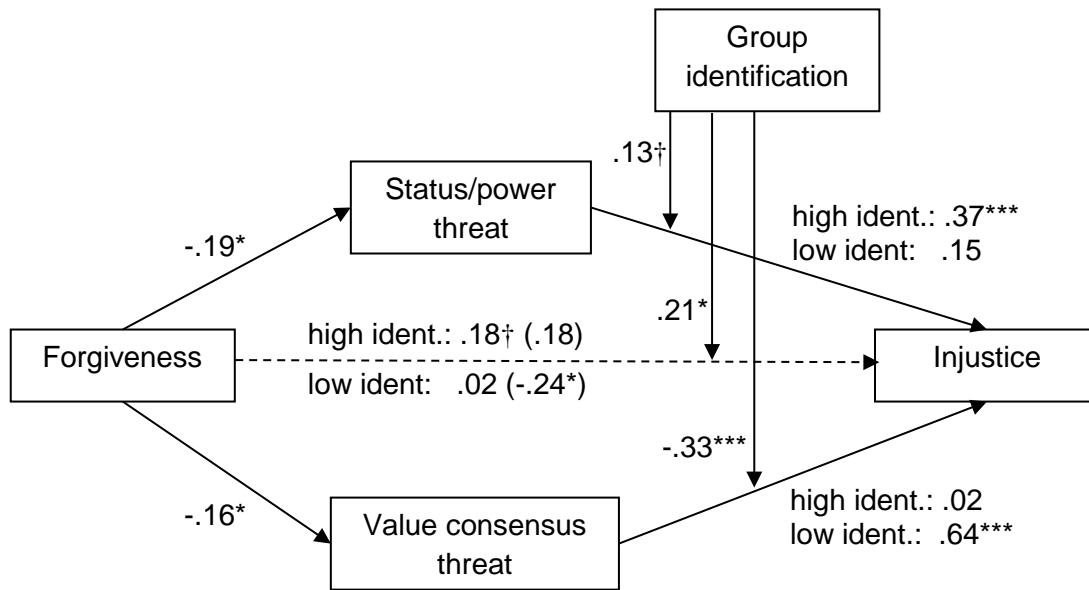 Group
identification
.13†
Status/power
threat
high ident.: .37***
low ident:   .15
-.19*
.21*
high ident.: .18† (.18)
Forgiveness
Injustice
low ident:   .02 (-.24*)
-.33***
-.16*
high ident.: .02
low ident.:  .64***
Value consensus
threat